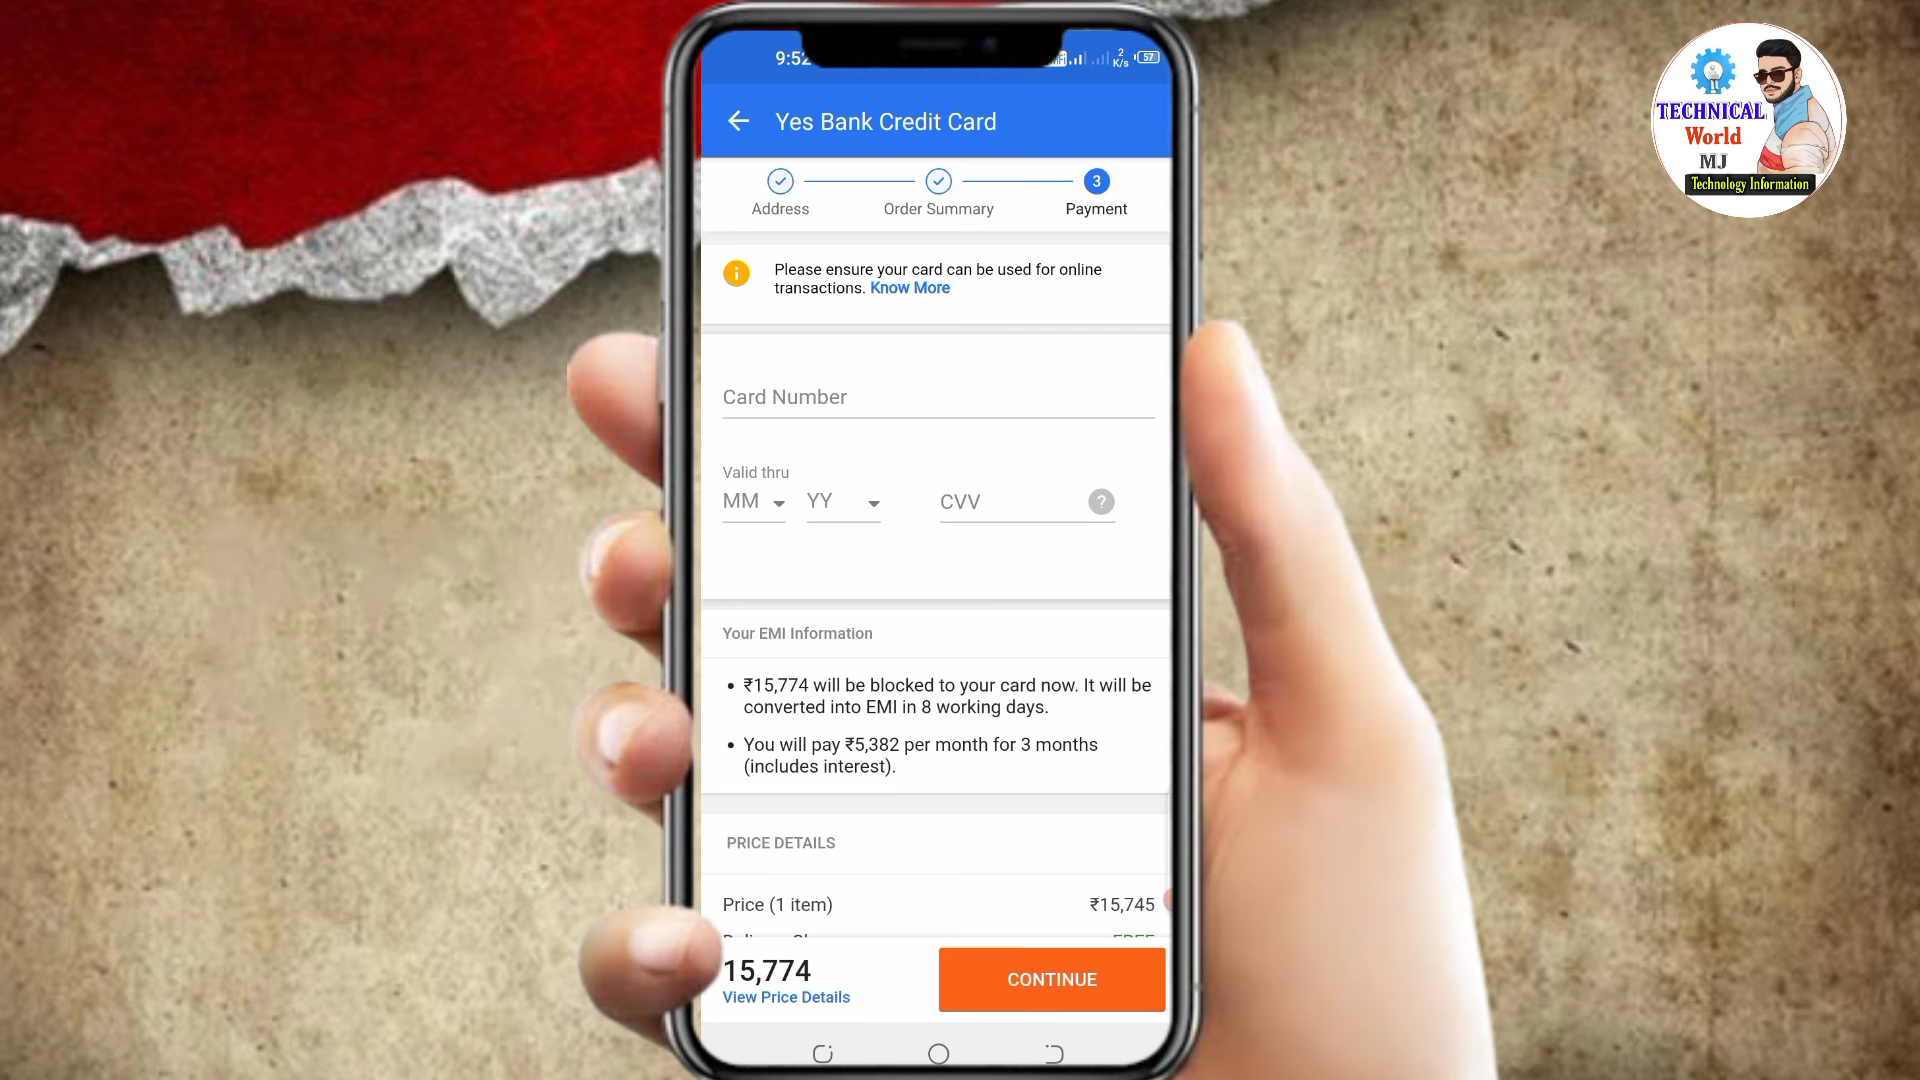 9:52
2
K/s
57
Yes Bank Credit Card
3
Address
Order Summary
Payment
Please ensure your card can be used for online
transactions. Know More
Card Number
Valid thru
MM
YY
CVV
?
Your EMI Information
• ₹15,774 will be blocked to your card now. It will be
converted into EMI in 8 working days.
• You will pay ₹5,382 per month for 3 months
(includes interest).
PRICE DETAILS
Price (1 item)
₹15,745
15,774
View Price Details
CONTINUE
TECHNICAL
World
MJ
Technology Information